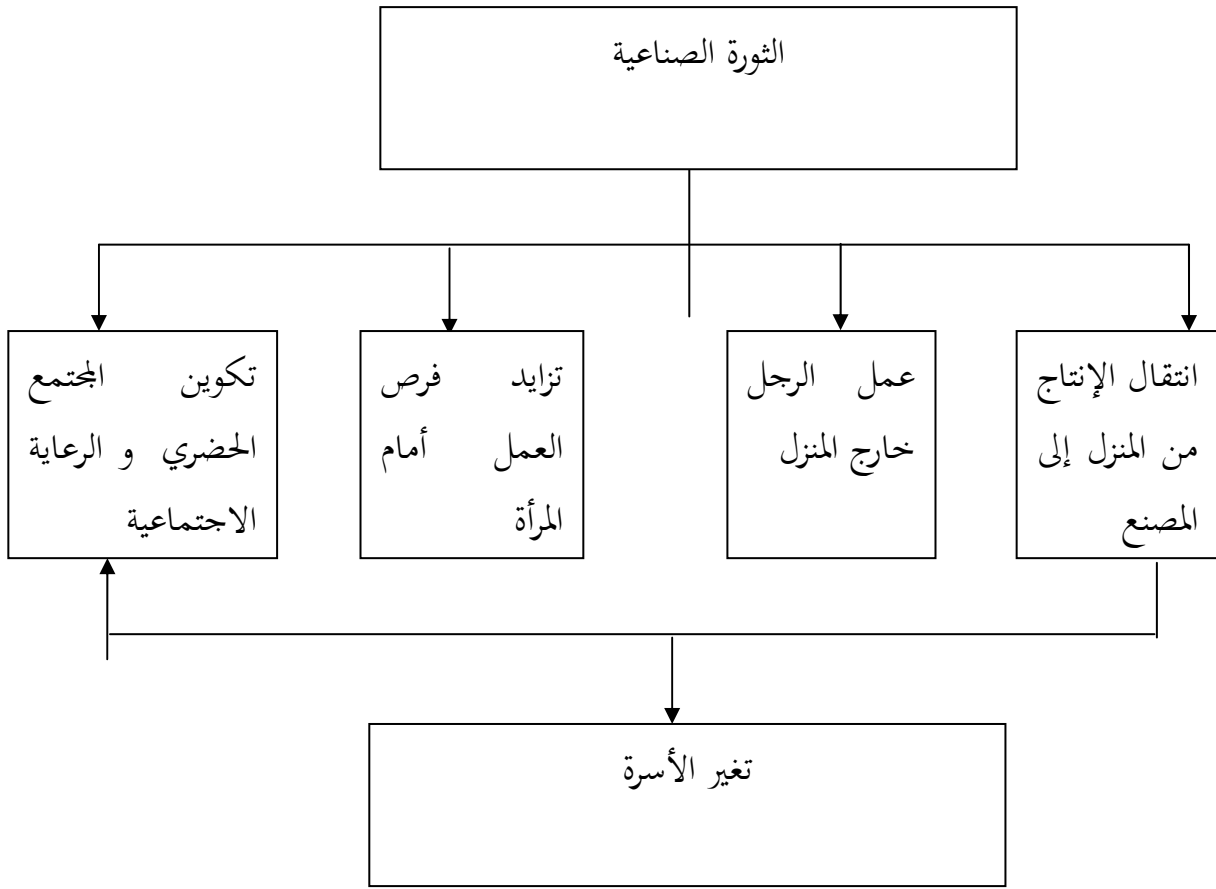 الثورة الصناعية
انتقال الإنتاج
من المنزل إلى
المصنع
عمل الرجل
خارج المنزل
تزايد فرص
العمل أمام
المرأة
تكوين المجتمع
الحضري و الرعاية
الاجتماعية
تغير الأسرة